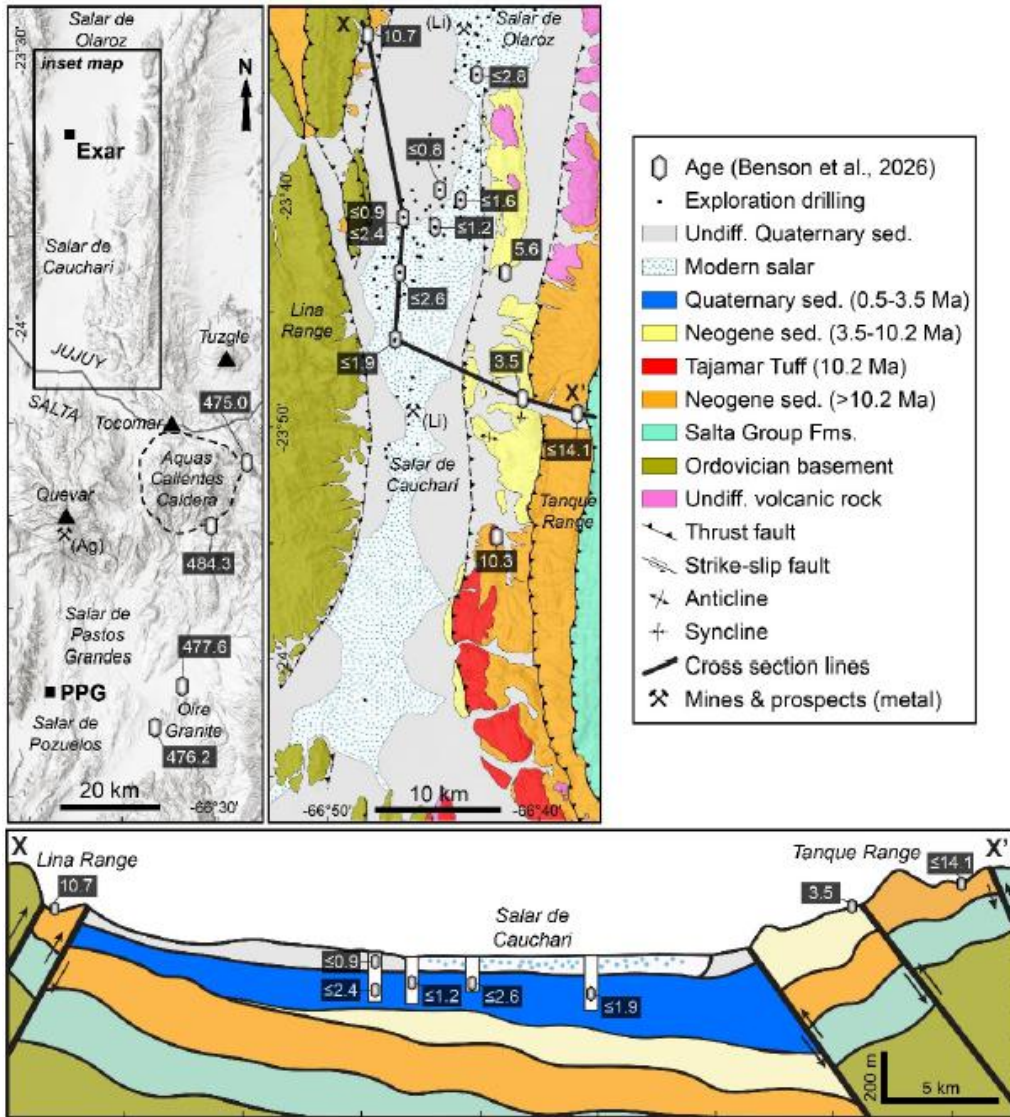 Salar de
Olaroz
inset map
-23°30'
N
Exar
Salar de
Cauchari
-24°
Tuzgle
JUJUY
SALTA
475.0
Tocomar
Aquas
Calientes
Caldera
Quevar
(Ag)
484.3
Salar de
Pastos
Grandes
477.6
PPG
Oire
Granite
Salar de
Pozuelos
476.2
20 km
-66°30'
X
10.7
(Li)
Salar de
Olaroz
≤2.8
≤0.8
-23°40'
≤1.6
≤0.9
≤2.4
≤1.2
5.6
Lina
Range
≤2.6
≤1.9
3.5
X'
-23°50'
(Li)
≤14.1
Salar de
Cauchari
Tanque
Range
10.3
-24°
-66°50'
10 km
-66°40'
Age (Benson et al., 2026)
Exploration drilling
Undiff. Quaternary sed.
Modern salar
Quaternary sed. (0.5-3.5 Ma)
Neogene sed. (3.5-10.2 Ma)
Tajamar Tuff (10.2 Ma)
Neogene sed. (>10.2 Ma)
Salta Group Fms.
Ordovician basement
Undiff. volcanic rock
Thrust fault
Strike-slip fault
Anticline
Syncline
Cross section lines
Mines & prospects (metal)
X
Lina Range
10.7
Salar de
Cauchari
Tanque Range
X'
≤14.1
3.5
≤0.9
≤2.4
≤1.2
≤2.6
≤1.9
200 m
5 km